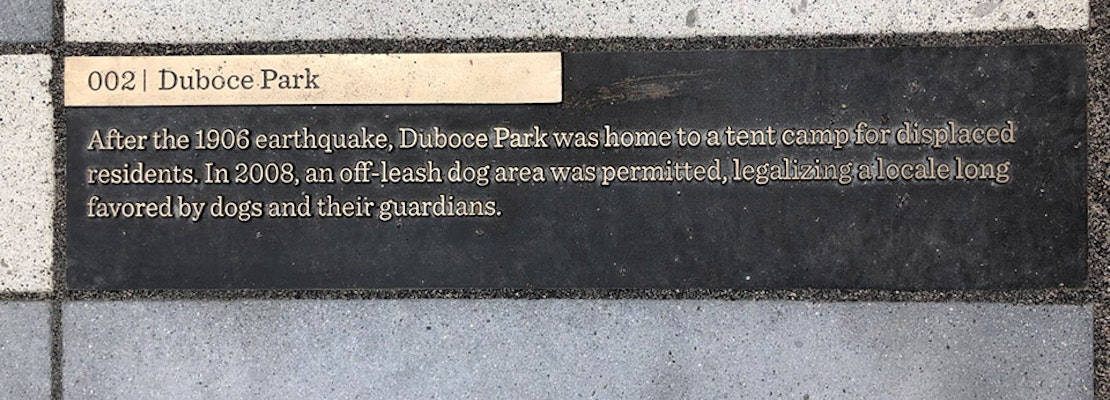 002 | Duboce Park
After the 1906 earthquake, Duboce Park was home to a tent camp for displaced
residents. In 2008, an off-leash dog area was permitted, legalizing a locale long
favored by dogs and their guardians.